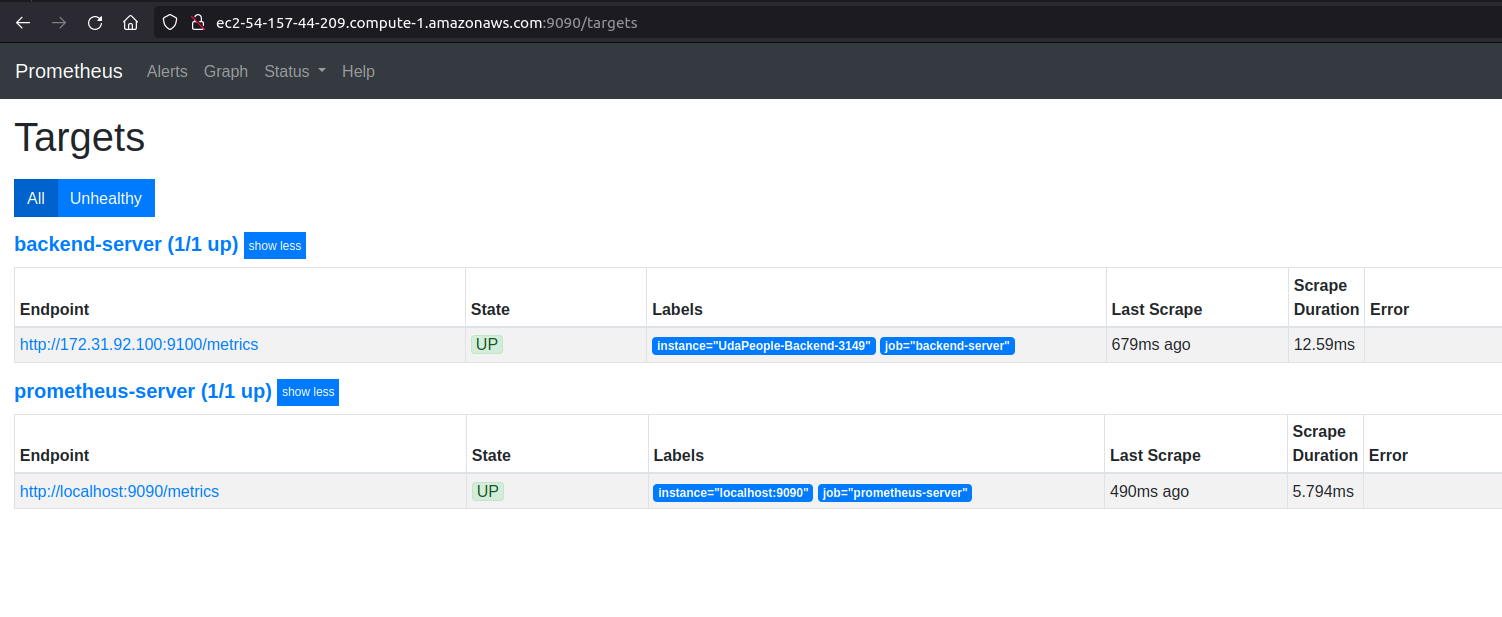 ec2-54-157-44-209.compute-1.amazonaws.com:9090/targets
Prometheus Alerts Graph Status Help
Targets
All Unhealthy
backend-server (1/1 up) show less
Endpoint State Labels Last Scrape Scrape Duration Error
http://172.31.92.100:9100/metrics UP instance="UdaPeople-Backend-3149" job="backend-server" 679ms ago 12.59ms
prometheus-server (1/1 up) show less
Endpoint State Labels Last Scrape Scrape Duration Error
http://localhost:9090/metrics UP instance="localhost:9090" job="prometheus-server" 490ms ago 5.794ms